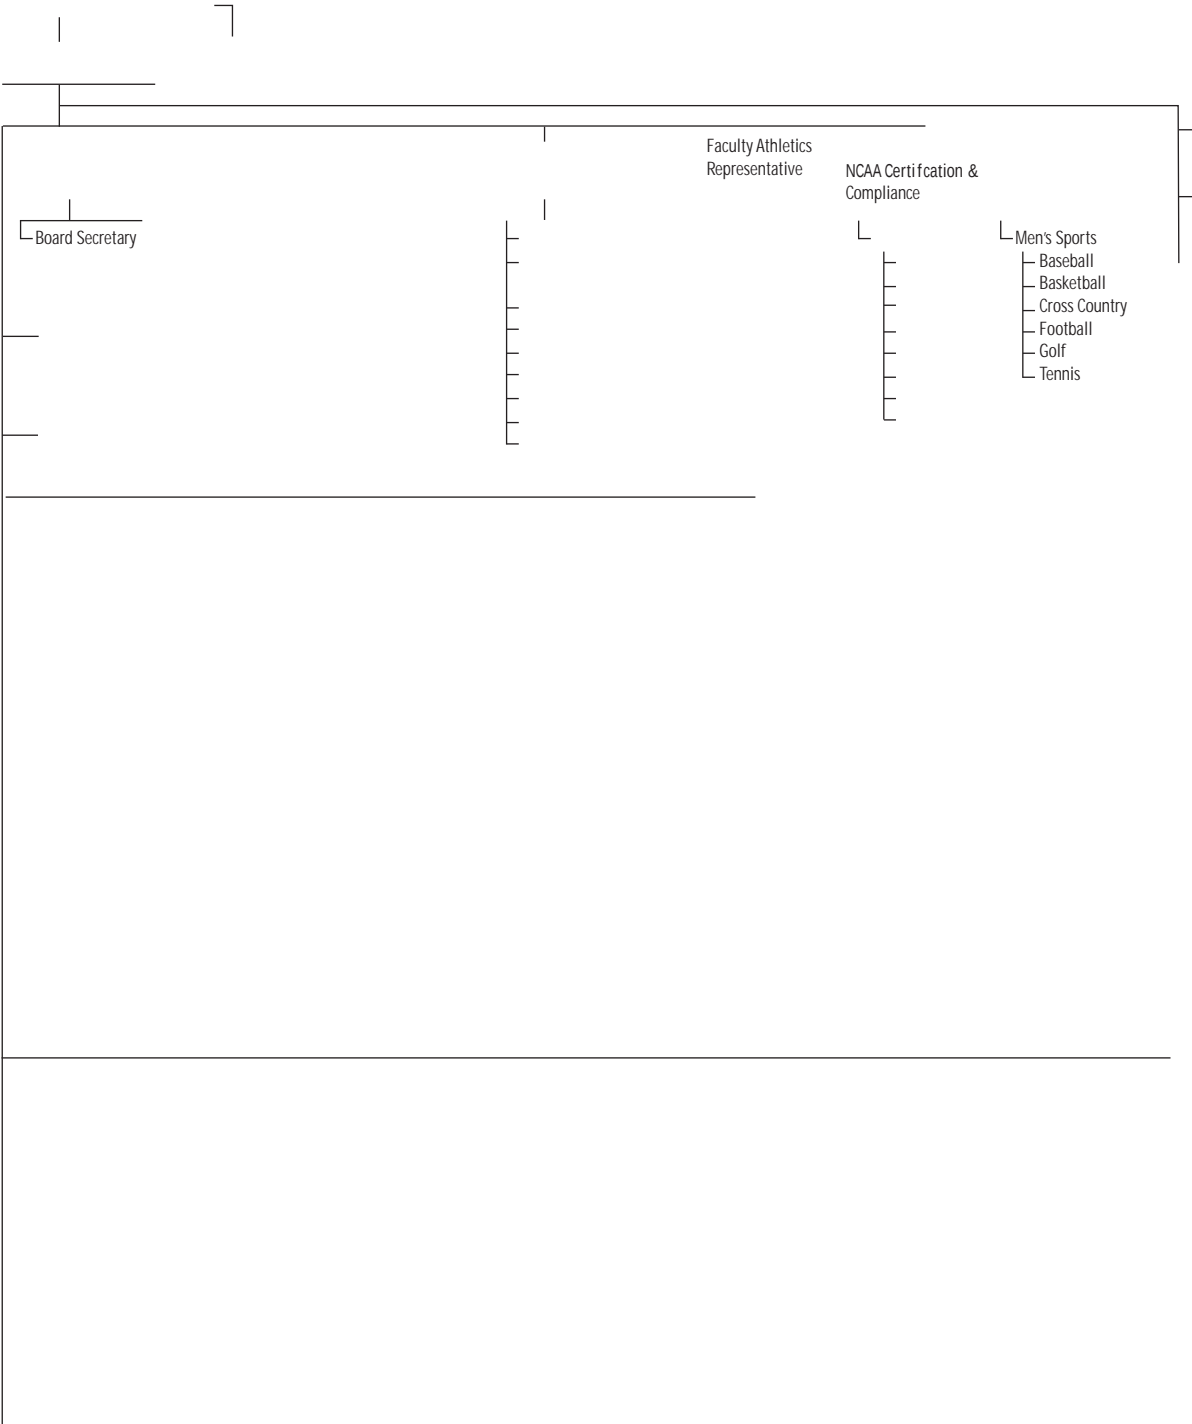 Faculty Athletics
Representative
NCAA Certifcation &
Compliance
Board Secretary
Men's Sports
Baseball
Basketball
Cross Country
Football
Golf
Tennis